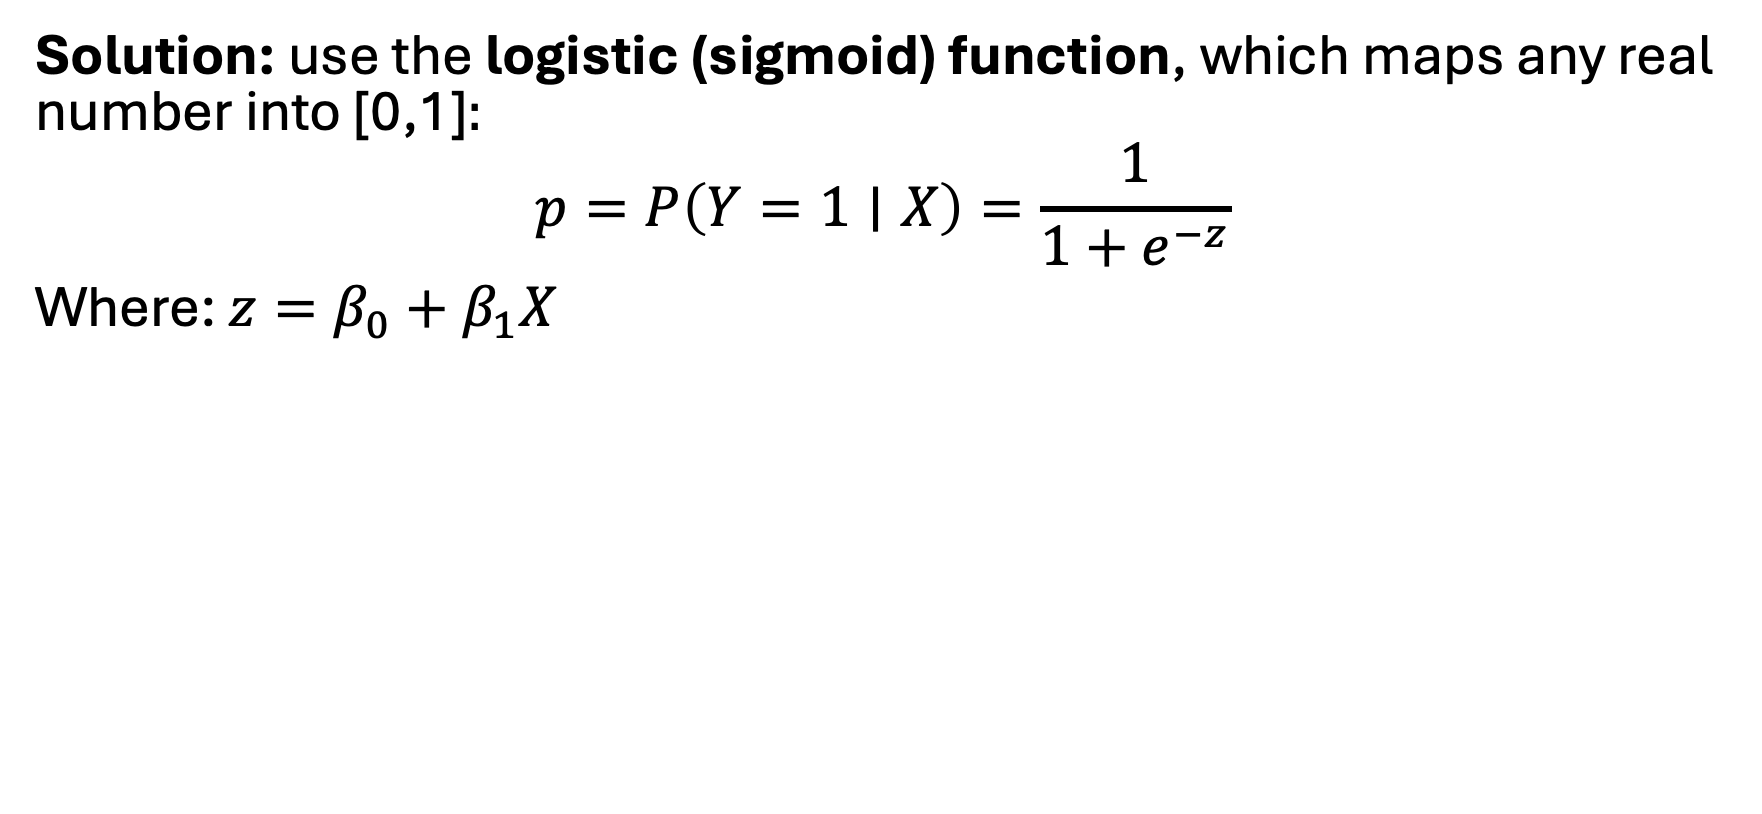 Solution: use the logistic (sigmoid) function, which maps any real
number into [0,1]:
p = P(Y = 1 | X) = 1 / (1 + e^{−z})
Where: z = β₀ + β₁X